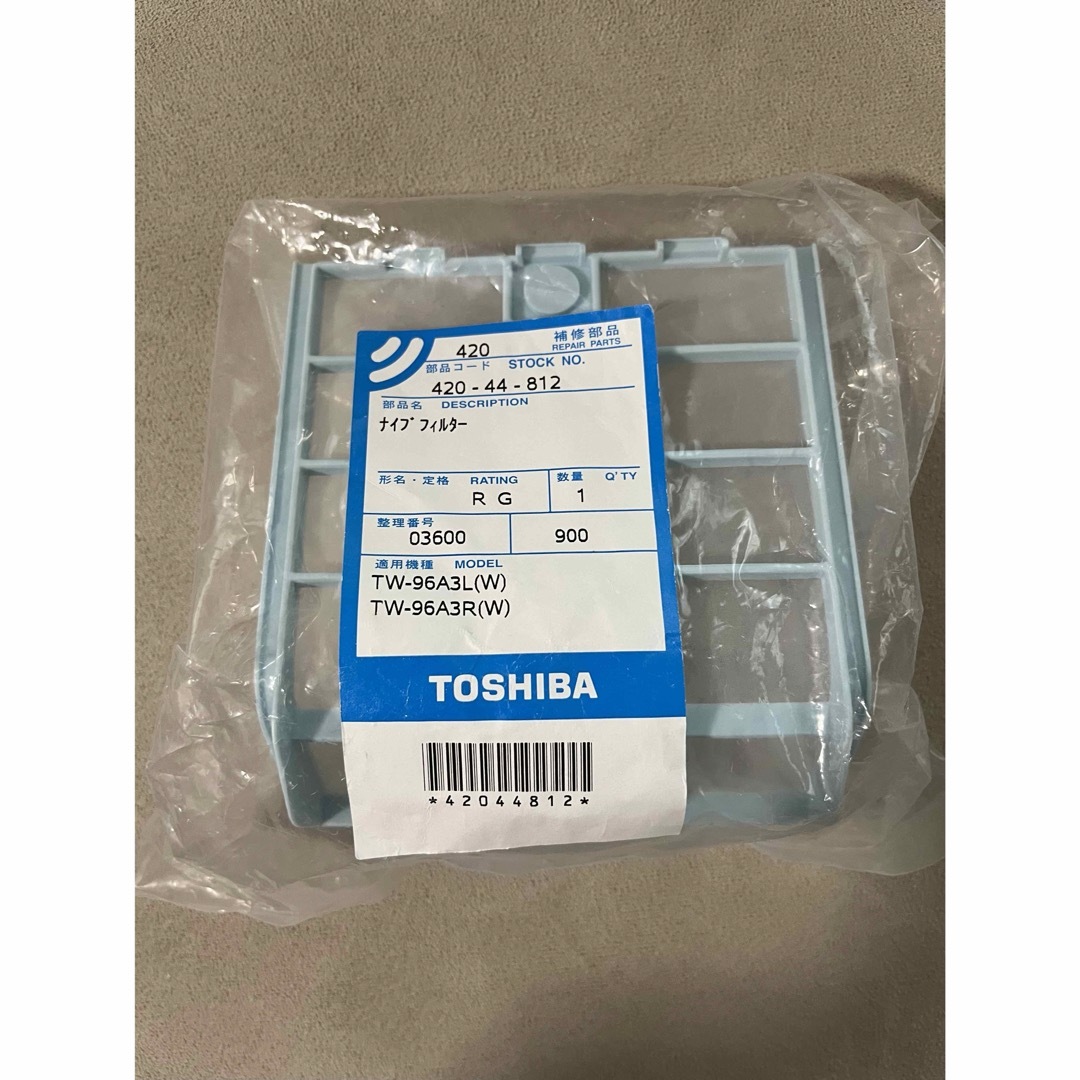 420 補修部品
REPAIR PARTS
部品コード STOCK NO.
420-44-812
部品名 DESCRIPTION
ﾅｲﾌﾞﾌｨﾙﾀｰ
形名・定格 RATING 数量 Q'TY
R G 1
整理番号
03600 900
適用機種 MODEL
TW-96A3L(W)
TW-96A3R(W)
TOSHIBA
*42044812*